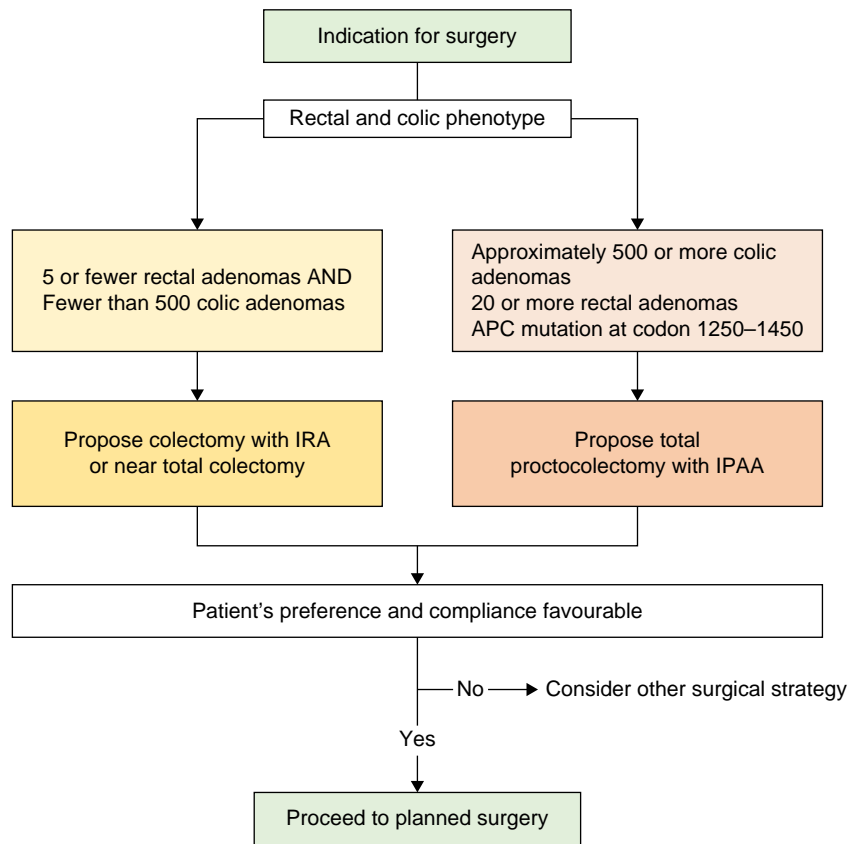 Indication for surgery
Rectal and colic phenotype
5 or fewer rectal adenomas AND
Fewer than 500 colic adenomas
Approximately 500 or more colic
adenomas
20 or more rectal adenomas
APC mutation at codon 1250–1450
Propose colectomy with IRA
or near total colectomy
Propose total
proctocolectomy with IPAA
Patient's preference and compliance favourable
No
Consider other surgical strategy
Yes
Proceed to planned surgery